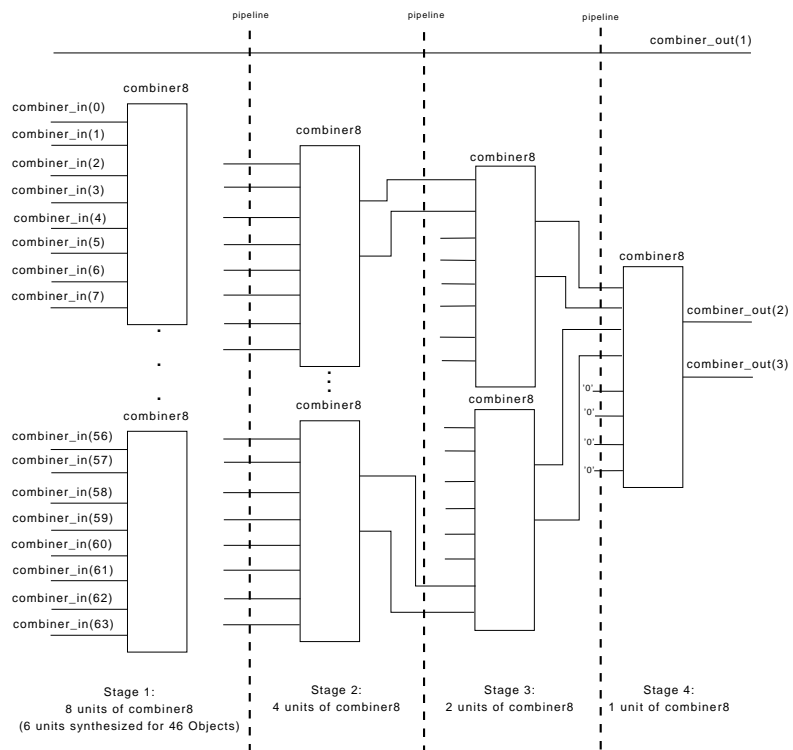 pipeline
pipeline
pipeline
combiner_out(1)
combiner8
combiner_in(0)
combiner_in(1)
combiner_in(2)
combiner_in(3)
combiner_in(4)
combiner_in(5)
combiner_in(6)
combiner_in(7)
combiner8
combiner8
combiner8
combiner_out(2)
combiner_out(3)
'0'
'0'
'0'
'0'
combiner8
combiner8
combiner8
combiner_in(56)
combiner_in(57)
combiner_in(58)
combiner_in(59)
combiner_in(60)
combiner_in(61)
combiner_in(62)
combiner_in(63)
Stage 1:
8 units of combiner8
(6 units synthesized for 46 Objects)
Stage 2:
4 units of combiner8
Stage 3:
2 units of combiner8
Stage 4:
1 unit of combiner8